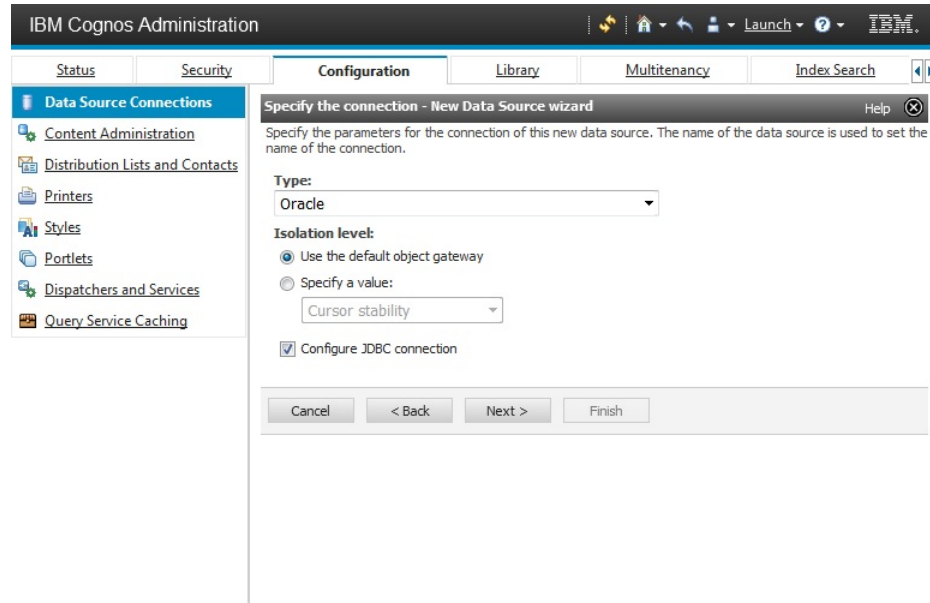 IBM Cognos Administration
Launch
IBM.
Status
Security
Configuration
Library
Multitenancy
Index Search
Data Source Connections
Content Administration
Distribution Lists and Contacts
Printers
Styles
Portlets
Dispatchers and Services
Query Service Caching
Specify the connection - New Data Source wizard
Help
Specify the parameters for the connection of this new data source. The name of the data source is used to set the
name of the connection.
Type:
Oracle
Isolation level:
Use the default object gateway
Specify a value:
Cursor stability
Configure JDBC connection
Cancel
< Back
Next >
Finish